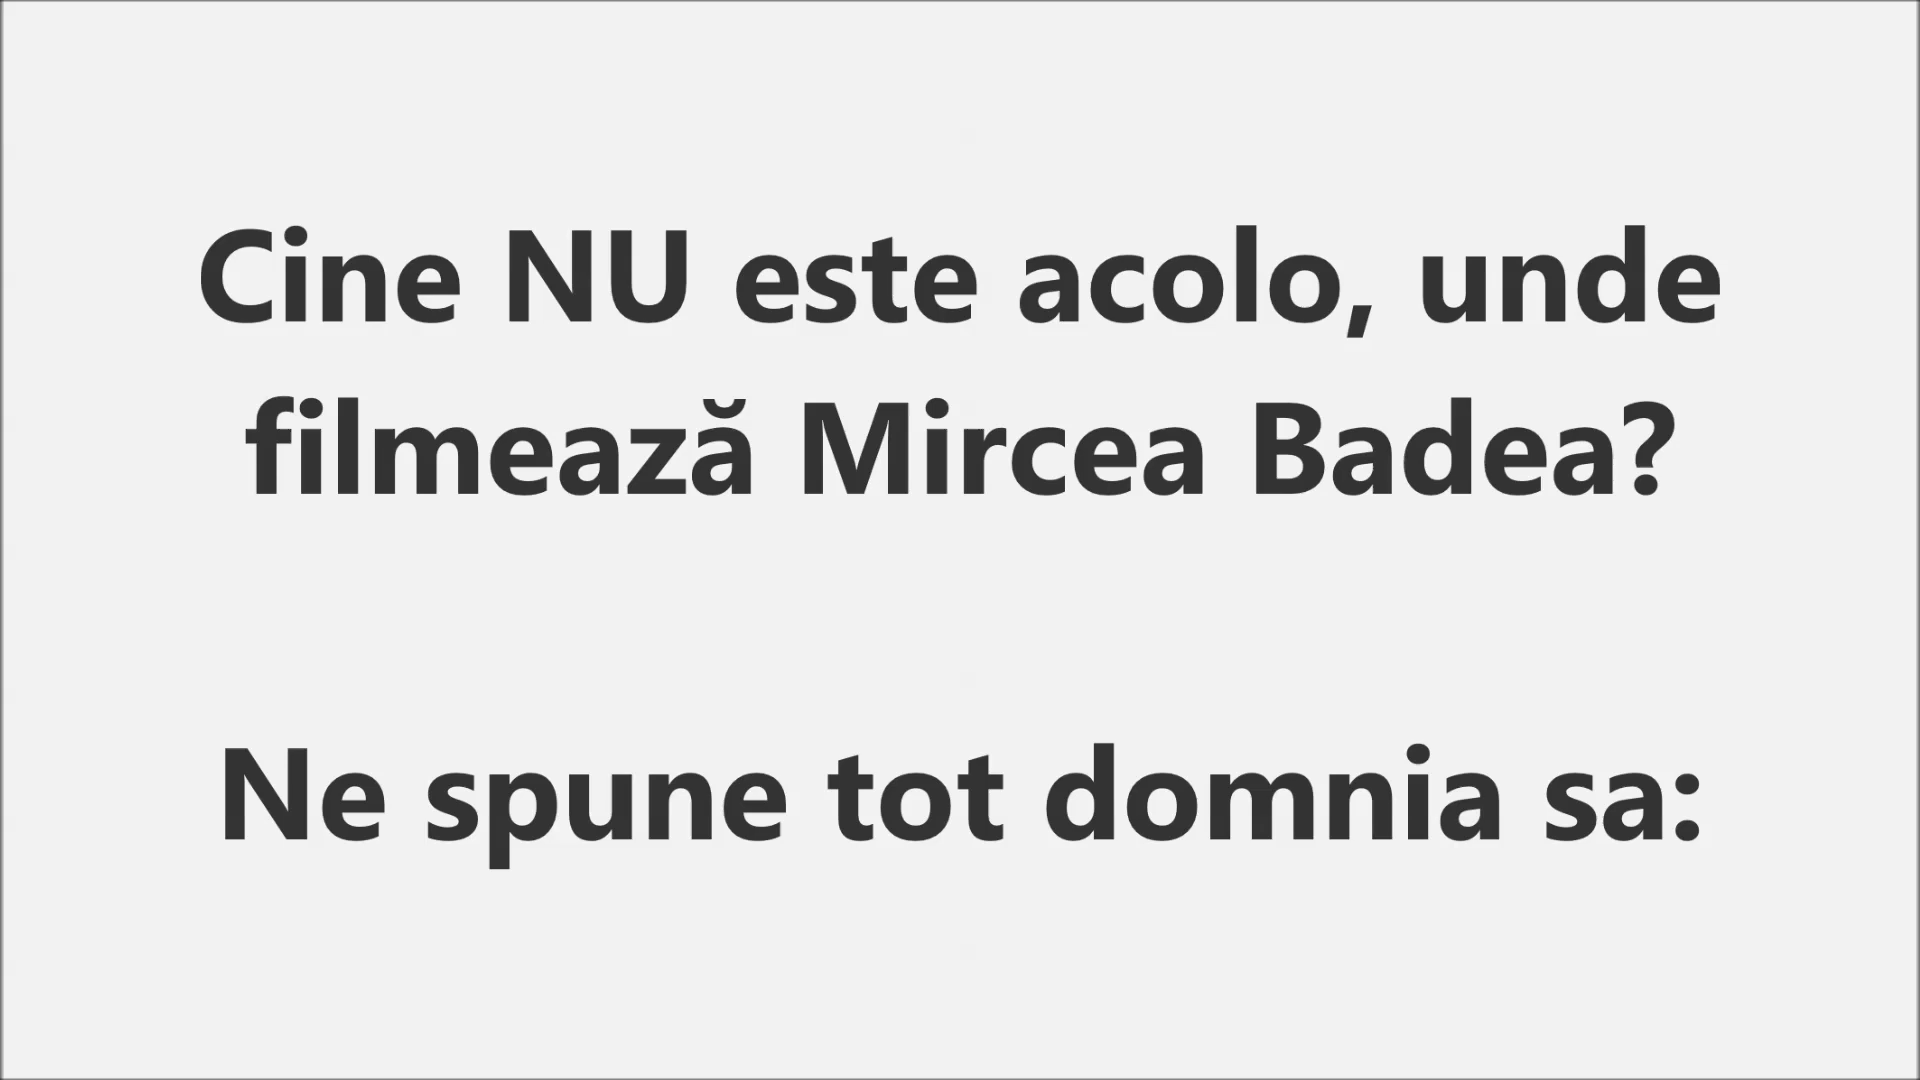 Cine NU este acolo, unde
filmează Mircea Badea?
Ne spune tot domnia sa: